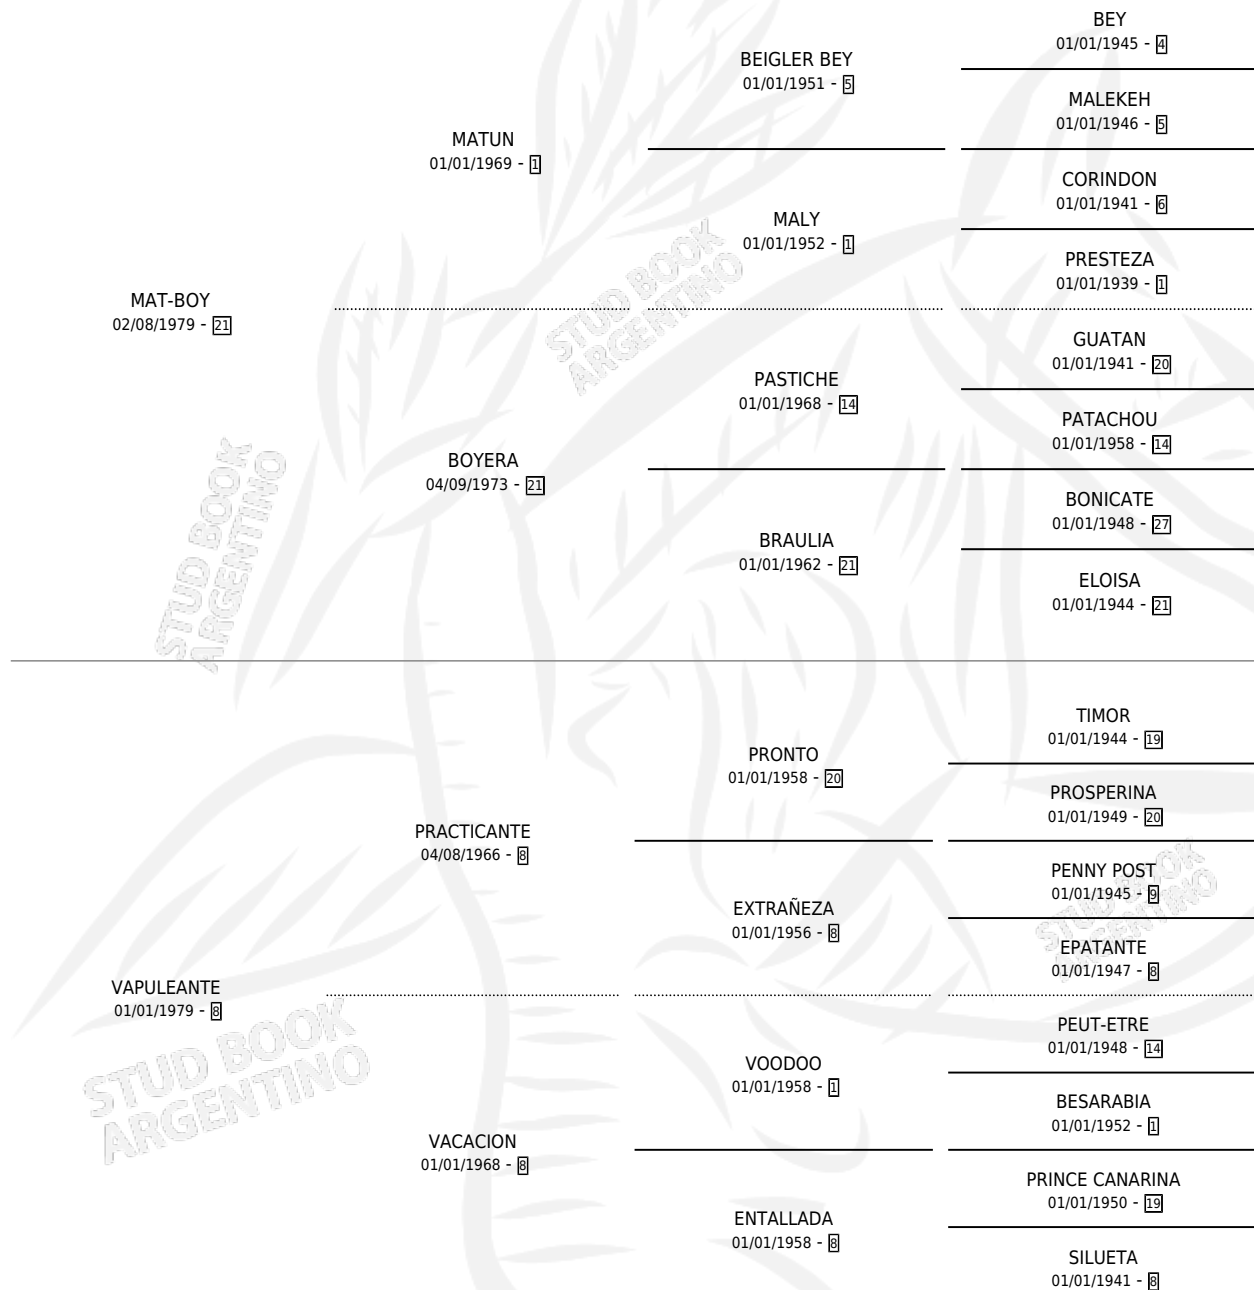 BEY
01/01/1945 - 4
BEIGLER BEY
01/01/1951 - 5
MALEKEH
01/01/1946 - 5
MATUN
01/01/1969 - 1
CORINDON
01/01/1941 - 6
MALY
01/01/1952 - 1
PRESTEZA
01/01/1939 - 1
MAT-BOY
02/08/1979 - 21
GUATAN
01/01/1941 - 20
PASTICHE
01/01/1968 - 14
PATACHOU
01/01/1958 - 14
BOYERA
04/09/1973 - 21
BONICATE
01/01/1948 - 27
BRAULIA
01/01/1962 - 21
ELOISA
01/01/1944 - 21
STUD BOOK
ARGENTINO
STUD BOOK
ARGENTINO
TIMOR
01/01/1944 - 19
PRONTO
01/01/1958 - 20
PROSPERINA
01/01/1949 - 20
PRACTICANTE
04/08/1966 - 8
PENNY POST
01/01/1945 - 9
EXTRAÑEZA
01/01/1956 - 8
EPATANTE
01/01/1947 - 8
VAPULEANTE
01/01/1979 - 8
PEUT-ETRE
01/01/1948 - 14
VOODOO
01/01/1958 - 1
BESARABIA
01/01/1952 - 1
VACACION
01/01/1968 - 8
PRINCE CANARINA
01/01/1950 - 19
ENTALLADA
01/01/1958 - 8
SILUETA
01/01/1941 - 8
STUD BOOK
ARGENTINO
STUD BOOK
ARGENTINO